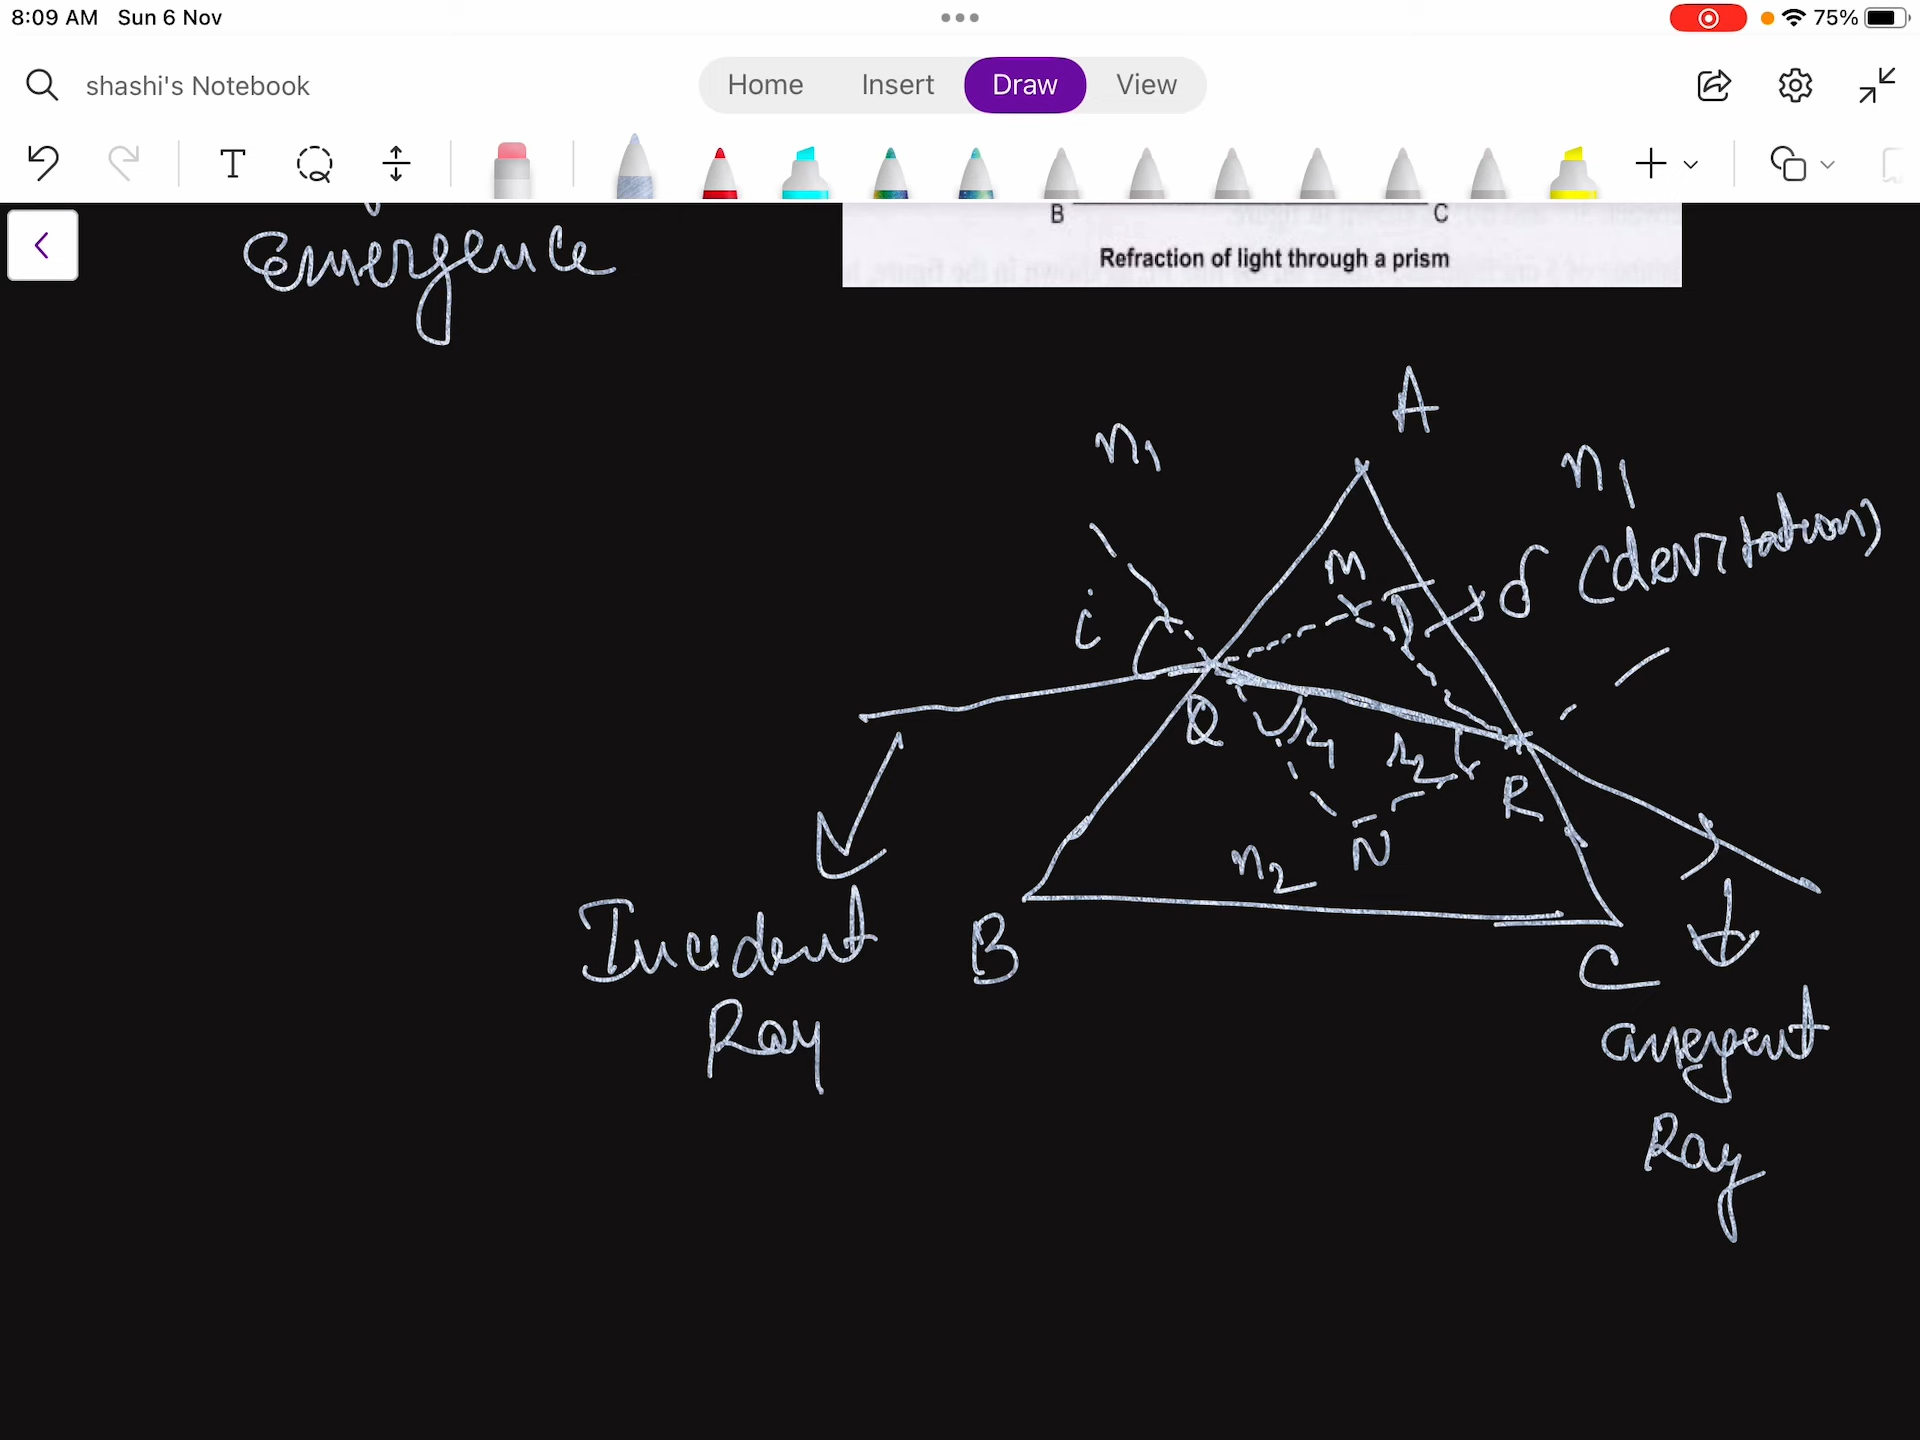 8:09 AM Sun 6 Nov
75%
shashi's Notebook
Home Insert Draw View
T
Emergence
B C
Refraction of light through a prism
A
n1 n1
M
δ (devitation)
i
Q r1 r2 R
N
n2
Incident
Ray
B C
emergent
Ray